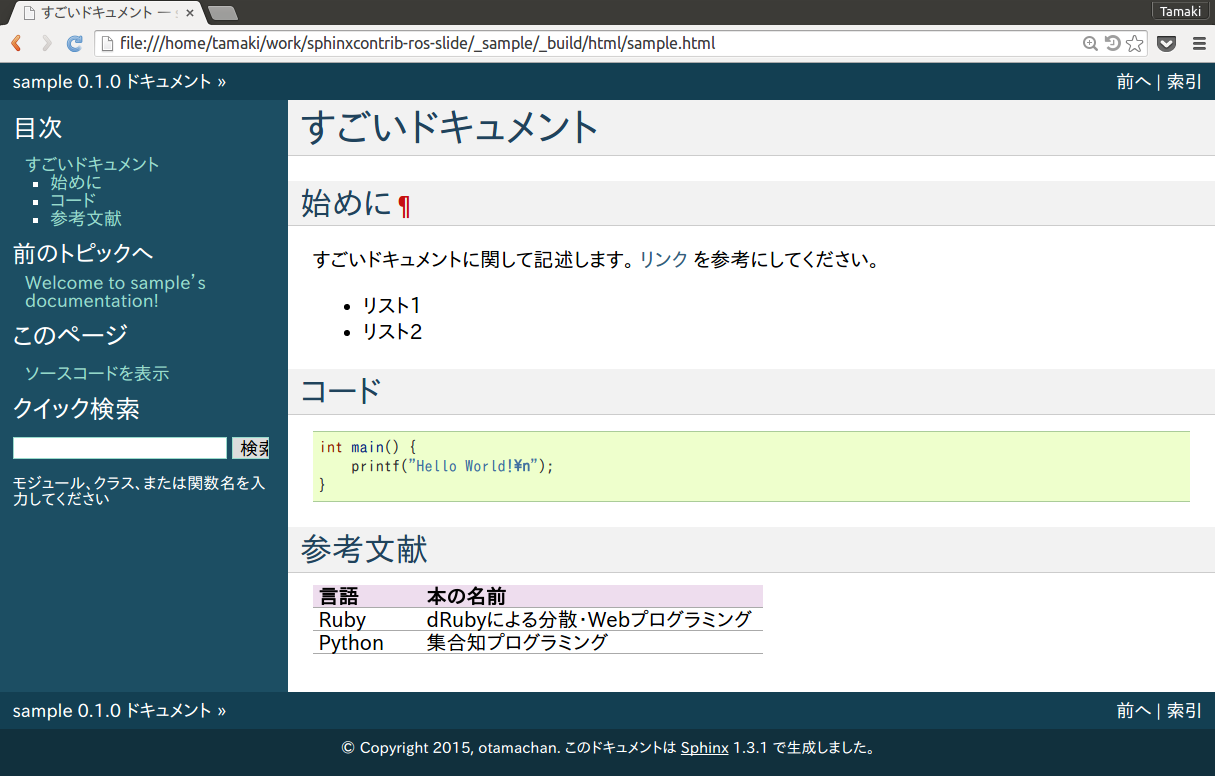 すごいドキュメント — s
Tamaki
file:///home/tamaki/work/sphinxcontrib-ros-slide/_sample/_build/html/sample.html
sample 0.1.0 ドキュメント »
前へ | 索引
目次
すごいドキュメント
始めに
コード
参考文献
前のトピックへ
Welcome to sample’s
documentation!
このページ
ソースコードを表示
クイック検索
検索
モジュール、クラス、または関数名を入
力してください
すごいドキュメント
始めに¶
すごいドキュメントに関して記述します。 リンク を参考にしてください。
• リスト1
• リスト2
コード
int main() {
    printf("Hello World!¥n");
}
参考文献
言語 本の名前
Ruby dRubyによる分散・Webプログラミング
Python 集合知プログラミング
sample 0.1.0 ドキュメント »
前へ | 索引
© Copyright 2015, otamachan. このドキュメントは Sphinx 1.3.1 で生成しました。